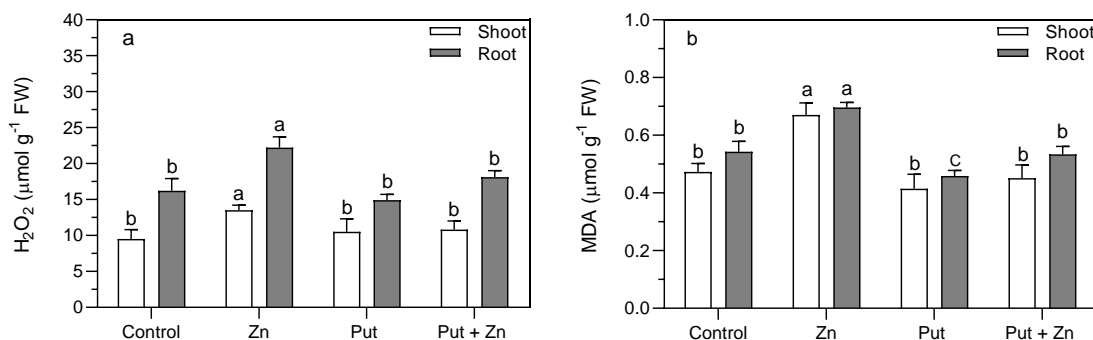 a
Shoot
Root
H₂O₂ (μmol g⁻¹ FW)
40
35
30
25
20
15
10
5
0
b
b
a
a
b
b
b
b
Control
Zn
Put
Put + Zn
b
Shoot
Root
MDA (μmol g⁻¹ FW)
1.0
0.8
0.6
0.4
0.2
0.0
b
b
a
a
b
c
b
b
Control
Zn
Put
Put + Zn